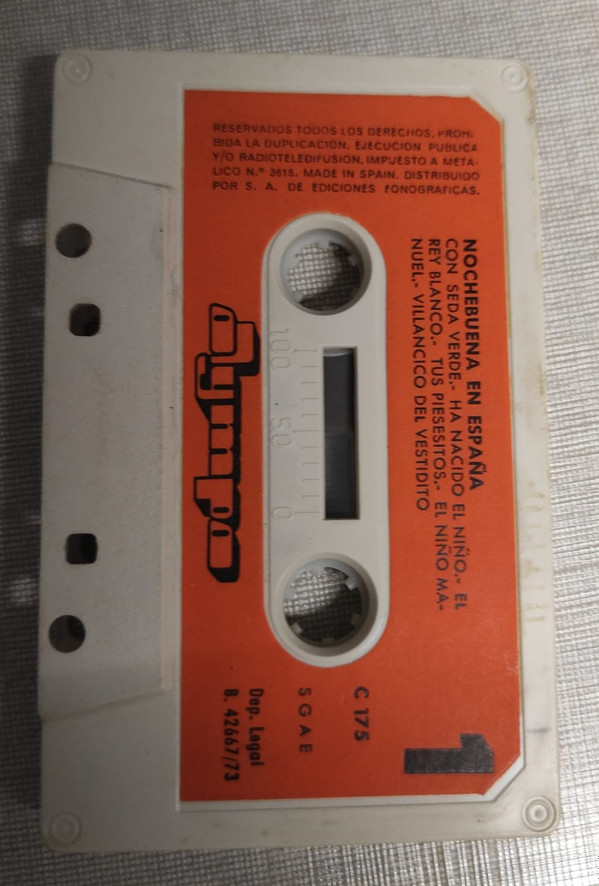 RESERVADOS TODOS LOS DERECHOS. PROHI-
BIDA LA DUPLICACION, EJECUCION PUBLICA
Y/O RADIOTELEDIFUSION. IMPUESTO A METÁ-
LICO N.º 3615. MADE IN SPAIN. DISTRIBUIDO
POR S. A. DE EDICIONES FONOGRAFICAS.
NOCHEBUENA EN ESPAÑA
CON SEDA VERDE.- HA NACIDO EL NIÑO.- EL
REY BLANCO.- TUS PIESESITOS.- EL NIÑO MA-
NUEL.- VILLANCICO DEL VESTIDITO
100 50 0
olympo
1
C 175
SGAE
Dep. Legal
B. 42667/73